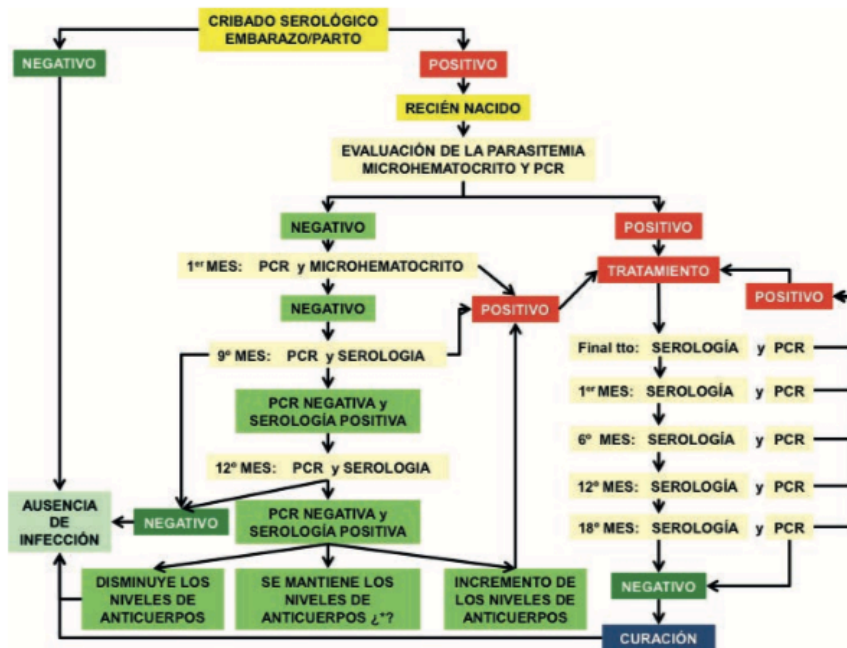 CRIBADO SEROLÓGICO
EMBARAZO/PARTO
NEGATIVO
POSITIVO
RECIÉN NACIDO
EVALUACIÓN DE LA PARASITEMIA
MICROHEMATOCRITO Y PCR
NEGATIVO
POSITIVO
1er MES: PCR y MICROHEMATOCRITO
TRATAMIENTO
POSITIVO
NEGATIVO
POSITIVO
9º MES: PCR y SEROLOGIA
Final tto: SEROLOGÍA y PCR
PCR NEGATIVA y
SEROLOGÍA POSITIVA
1er MES: SEROLOGÍA y PCR
6º MES: SEROLOGÍA y PCR
12º MES: PCR y SEROLOGIA
12º MES: SEROLOGÍA y PCR
AUSENCIA
DE
INFECCIÓN
NEGATIVO
PCR NEGATIVA y
SEROLOGÍA POSITIVA
18º MES: SEROLOGÍA y PCR
DISMINUYE LOS
NIVELES DE
ANTICUERPOS
SE MANTIENE LOS
NIVELES DE
ANTICUERPOS ¿*?
INCREMENTO DE
LOS NIVELES DE
ANTICUERPOS
NEGATIVO
CURACIÓN